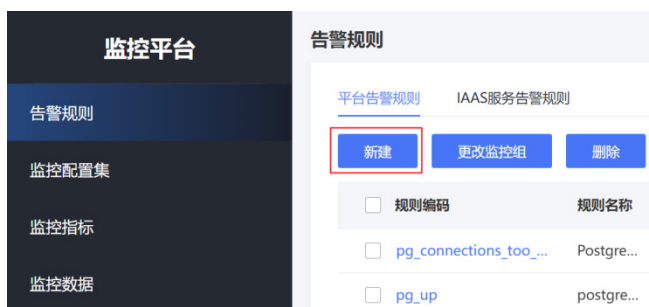 监控平台
告警规则
监控配置集
监控指标
监控数据
告警规则
平台告警规则 IAAS服务告警规则
新建 更改监控组 删除
规则编码 规则名称
pg_connections_too_... Postgre...
pg_up postgre...